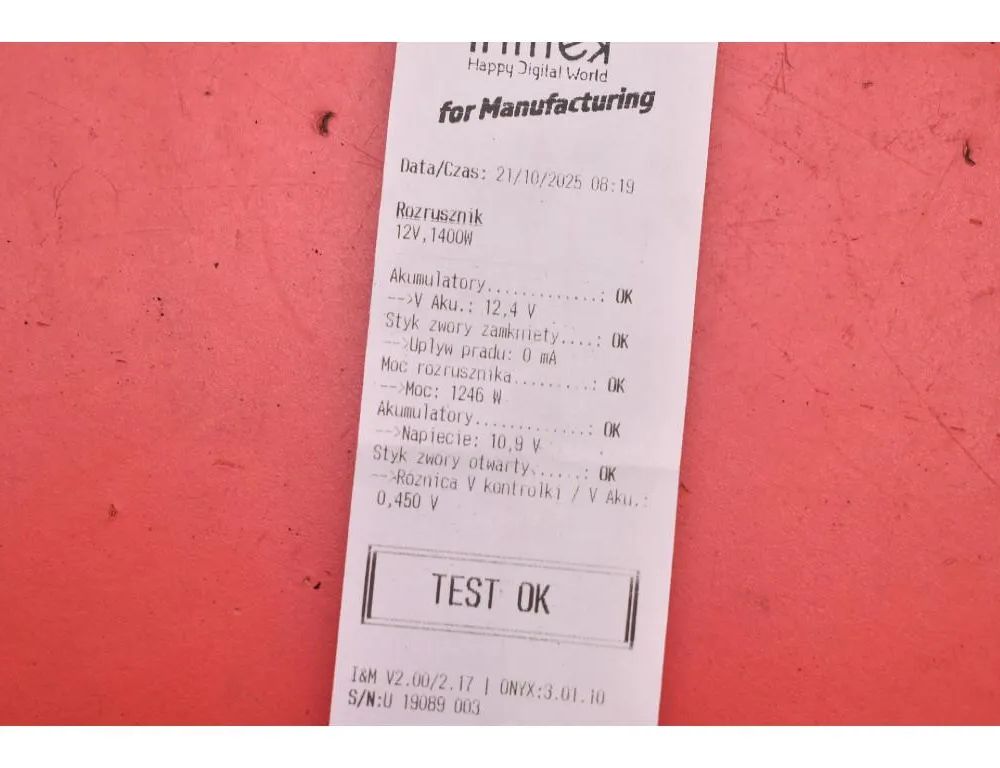 Happy Digital World
for Manufacturing
Data/Czas: 21/10/2025 08:19
Rozrusznik
12V,1400W
Akumulatory.............: OK
-->V Aku.: 12,4 V
Styk zwory zamkniety....: OK
-->Uplyw pradu: 0 mA
Moc rozrusznika.........: OK
-->Moc: 1246 W
Akumulatory.............: OK
-->Napiecie: 10,9 V
Styk zwory otwarty......: OK
-->Róznica V kontrolki / V Aku.:
0,450 V
TEST OK
I&M V2.00/2.17 | ONYX:3.01.10
S/N:U 19089 003